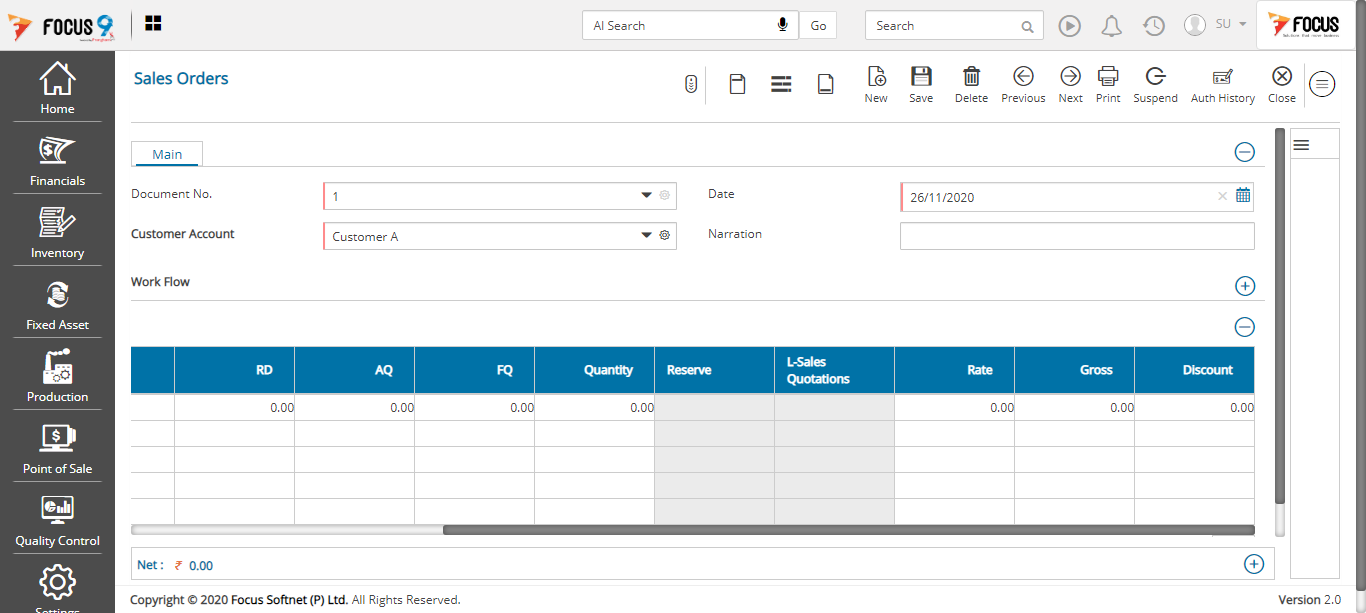 FOCUS 9
AI Search
Go
Search
SU
FOCUS
Home
Financials
Inventory
Fixed Asset
Production
Point of Sale
Quality Control
Settings
Sales Orders
New
Save
Delete
Previous
Next
Print
Suspend
Auth History
Close
Main
Document No.
1
Date
26/11/2020
Customer Account
Customer A
Narration
Work Flow
RD AQ FQ Quantity Reserve L-Sales Quotations Rate Gross Discount
0.00 0.00 0.00 0.00 0.00 0.00 0.00
Net : ₹ 0.00
Copyright © 2020 Focus Softnet (P) Ltd. All Rights Reserved.
Version 2.0